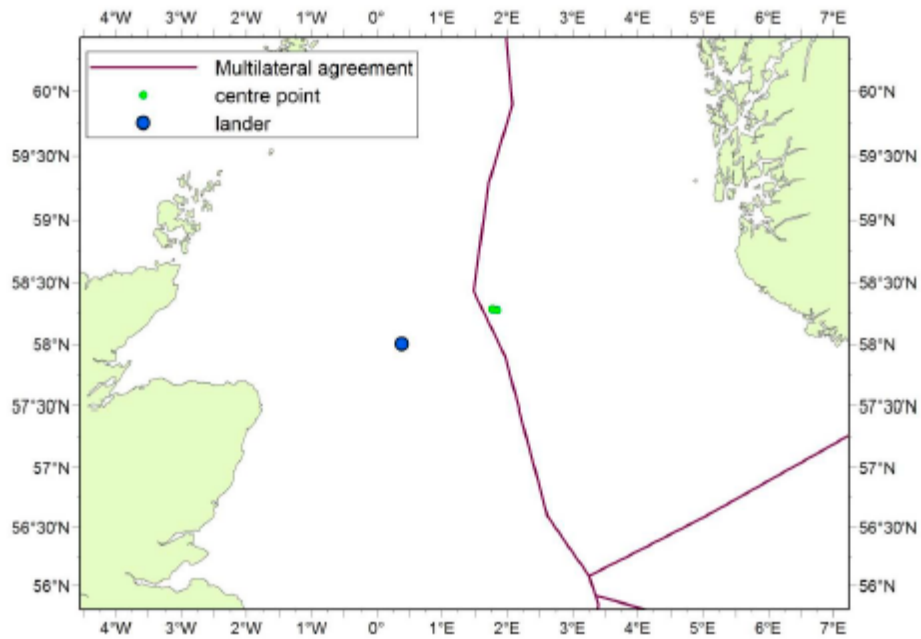 4°W 3°W 2°W 1°W 0° 1°E 2°E 3°E 4°E 5°E 6°E 7°E
Multilateral agreement
centre point
lander
60°N 60°N
59°30'N 59°30'N
59°N 59°N
58°30'N 58°30'N
58°N 58°N
57°30'N 57°30'N
57°N 57°N
56°30'N 56°30'N
56°N 56°N
4°W 3°W 2°W 1°W 0° 1°E 2°E 3°E 4°E 5°E 6°E 7°E